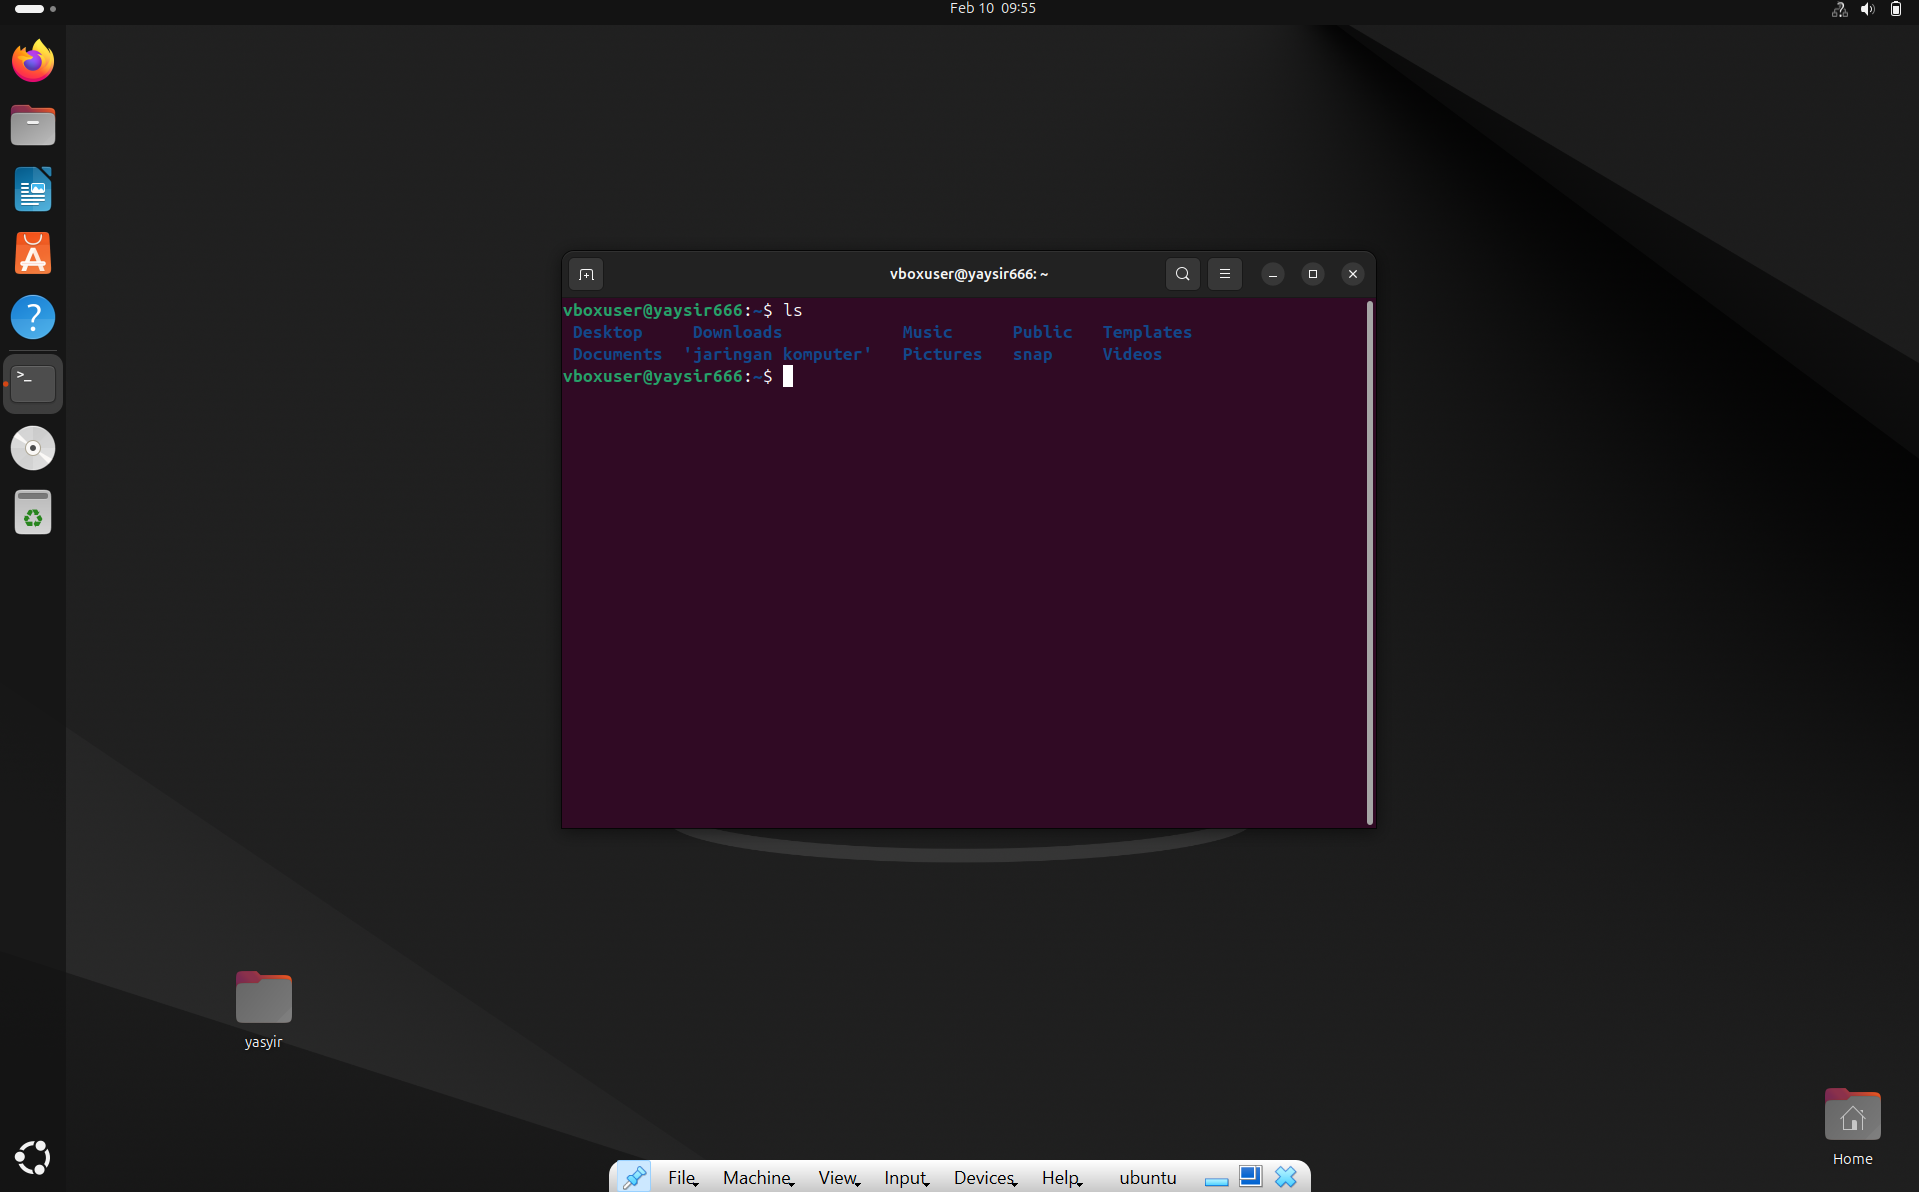 Feb 10 09:55
vboxuser@yaysir666: ~
vboxuser@yaysir666:~$ ls
Desktop Downloads Music Public Templates
Documents 'jaringan komputer' Pictures snap Videos
vboxuser@yaysir666:~$
yasyir
Home
File Machine View Input Devices Help ubuntu